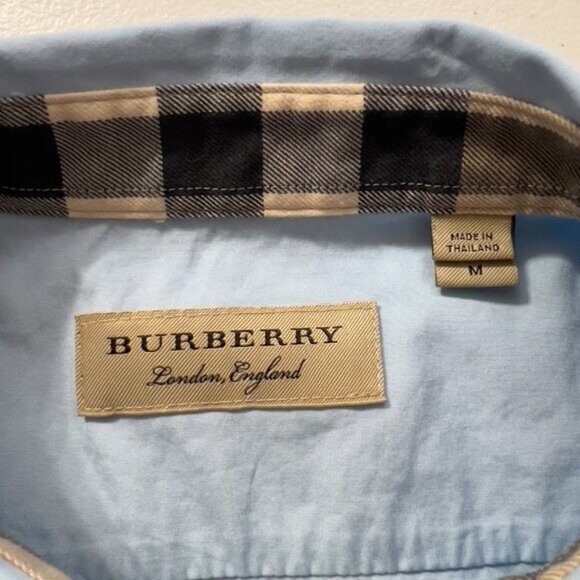 MADE IN
THAILAND
M
BURBERRY
London, England